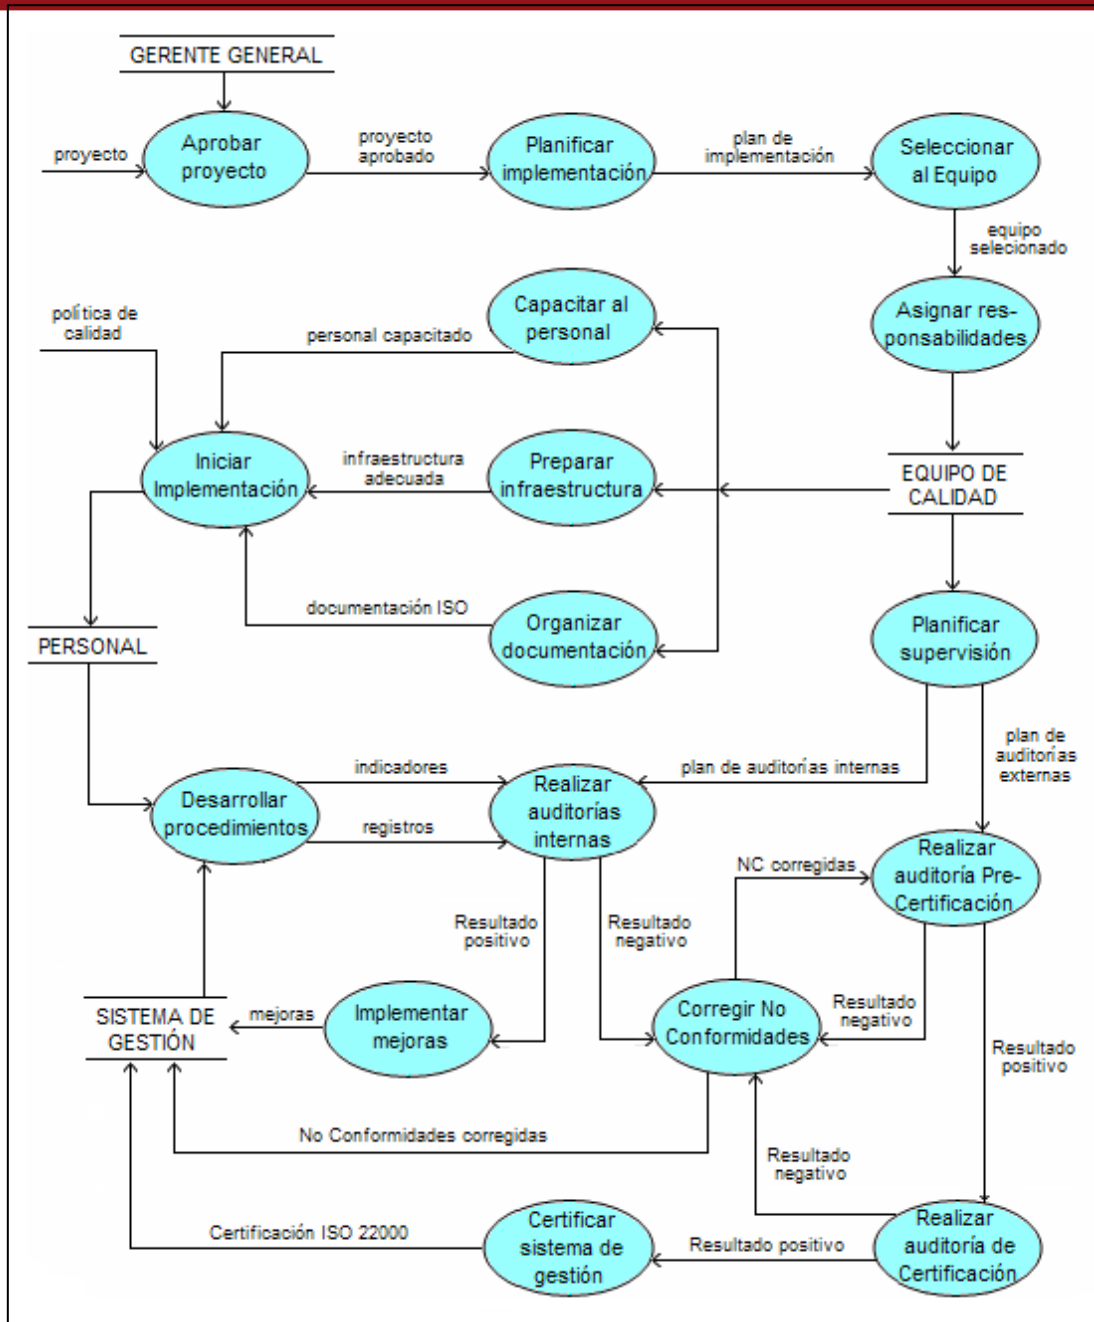 GERENTE GENERAL
proyecto
Aprobar
proyecto
proyecto
aprobado
Planificar
implementación
plan de
implementación
Seleccionar
al Equipo
equipo
selecionado
política de
calidad
personal capacitado
Capacitar al
personal
Asignar res-
ponsabilidades
Iniciar
Implementación
infraestructura
adecuada
Preparar
infraestructura
EQUIPO DE
CALIDAD
documentación ISO
Organizar
documentación
Planificar
supervisión
PERSONAL
plan de
auditorías
externas
indicadores
plan de auditorías internas
Desarrollar
procedimientos
registros
Realizar
auditorías
internas
NC corregidas
Realizar
auditoría Pre-
Certificación
Resultado
positivo
Resultado
negativo
SISTEMA DE
GESTIÓN
mejoras
Implementar
mejoras
Corregir No
Conformidades
Resultado
negativo
Resultado
positivo
No Conformidades corregidas
Resultado
negativo
Certificación ISO 22000
Certificar
sistema de
gestión
Resultado positivo
Realizar
auditoría de
Certificación